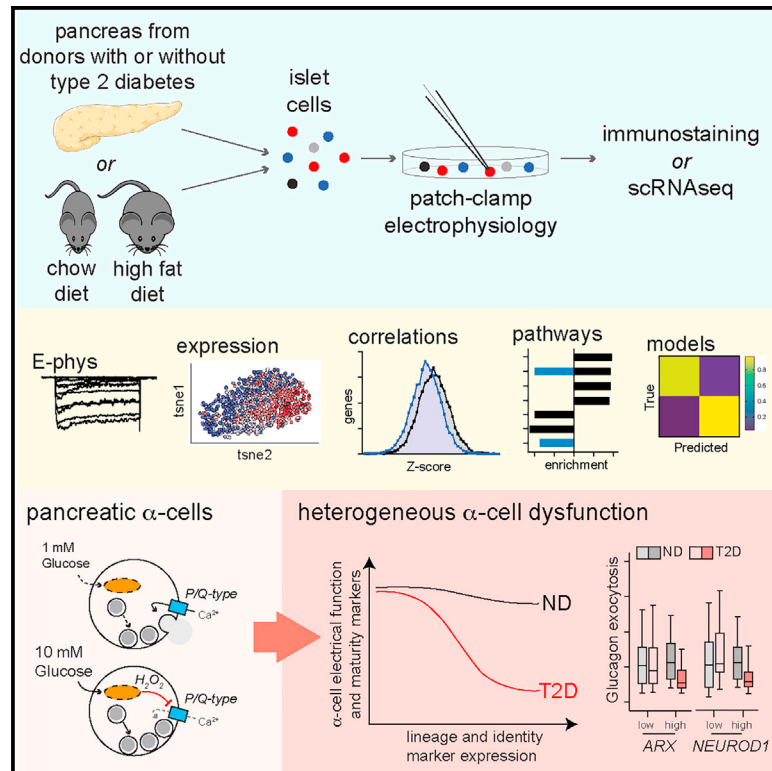 pancreas from
donors with or without
type 2 diabetes
or
chow
diet
high fat
diet
islet
cells
patch-clamp
electrophysiology
immunostaining
or
scRNAseq
E-phys
expression
tsne1
tsne2
correlations
genes
Z-score
pathways
enrichment
models
True
Predicted
0.8
0.6
0.4
0.2
pancreatic α-cells
1 mM
Glucose
P/Q-type
Ca²⁺
10 mM
Glucose
H₂O₂
P/Q-type
Ca²⁺
heterogeneous α-cell dysfunction
α-cell electrical function
and maturity markers
ND
T2D
lineage and identity
marker expression
ND T2D
Glucagon exocytosis
low high low high
ARX NEUROD1